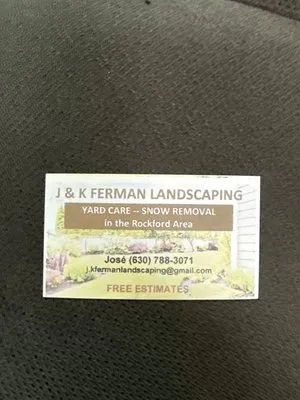 J & K FERMAN LANDSCAPING
YARD CARE -- SNOW REMOVAL
in the Rockford Area
José (630) 788-3071
j.kfermanlandscaping@gmail.com
FREE ESTIMATES